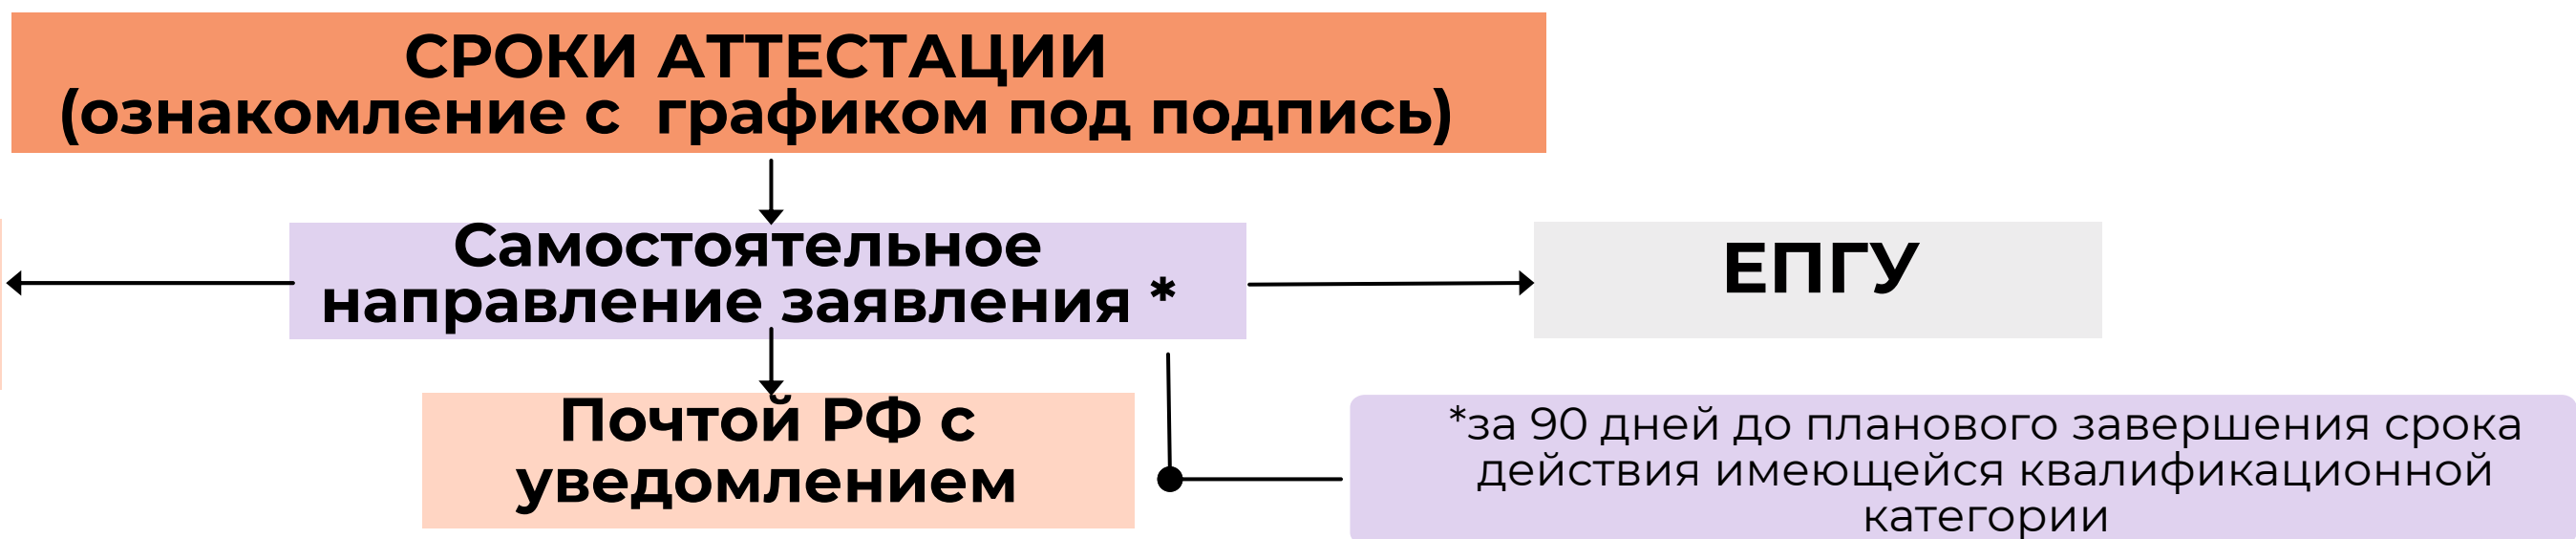 СРОКИ АТТЕСТАЦИИ
(ознакомление с графиком под подпись)
Самостоятельное
направление заявления *
ЕПГУ
Почтой РФ с
уведомлением
*за 90 дней до планового завершения срока
действия имеющейся квалификационной
категории